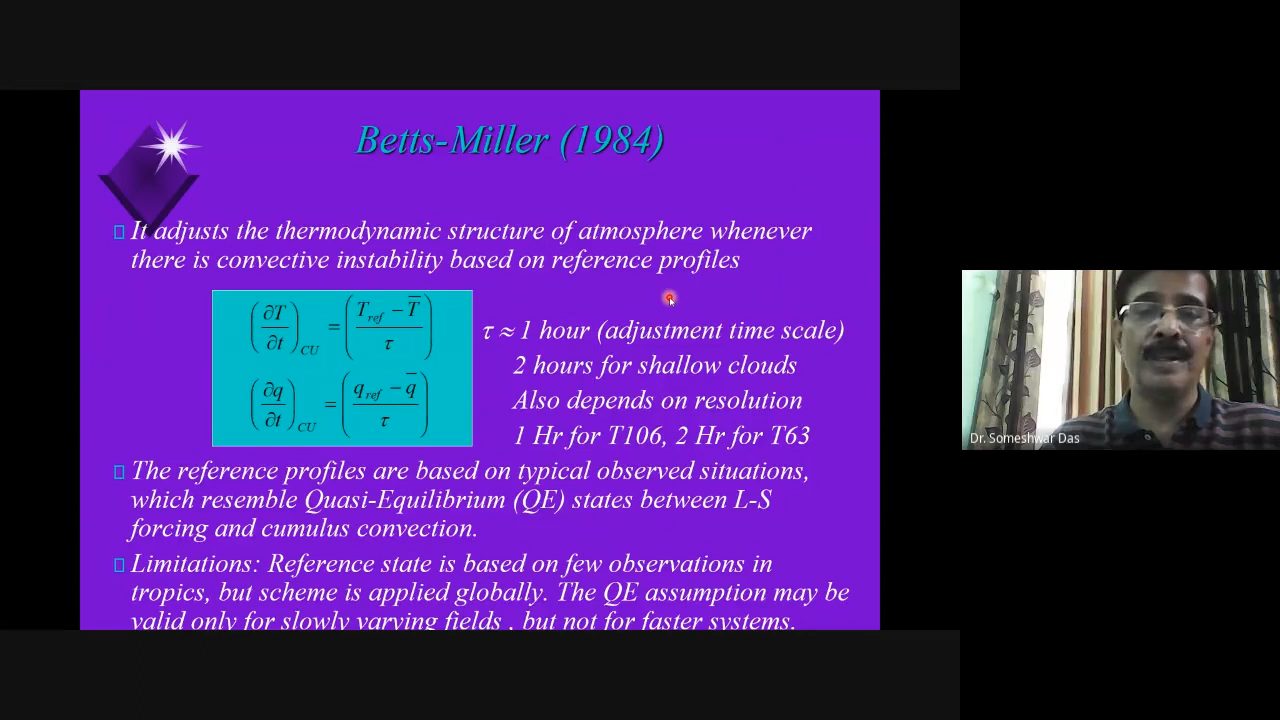 Betts-Miller (1984)
It adjusts the thermodynamic structure of atmosphere whenever
there is convective instability based on reference profiles
(∂T/∂t)_CU = ((T_ref − T̅)/τ)
(∂q/∂t)_CU = ((q_ref − q̅)/τ)
τ ≈ 1 hour (adjustment time scale)
2 hours for shallow clouds
Also depends on resolution
1 Hr for T106, 2 Hr for T63
The reference profiles are based on typical observed situations,
which resemble Quasi-Equilibrium (QE) states between L-S
forcing and cumulus convection.
Limitations: Reference state is based on few observations in
tropics, but scheme is applied globally. The QE assumption may be
valid only for slowly varying fields , but not for faster systems.
Dr. Someshwar Das